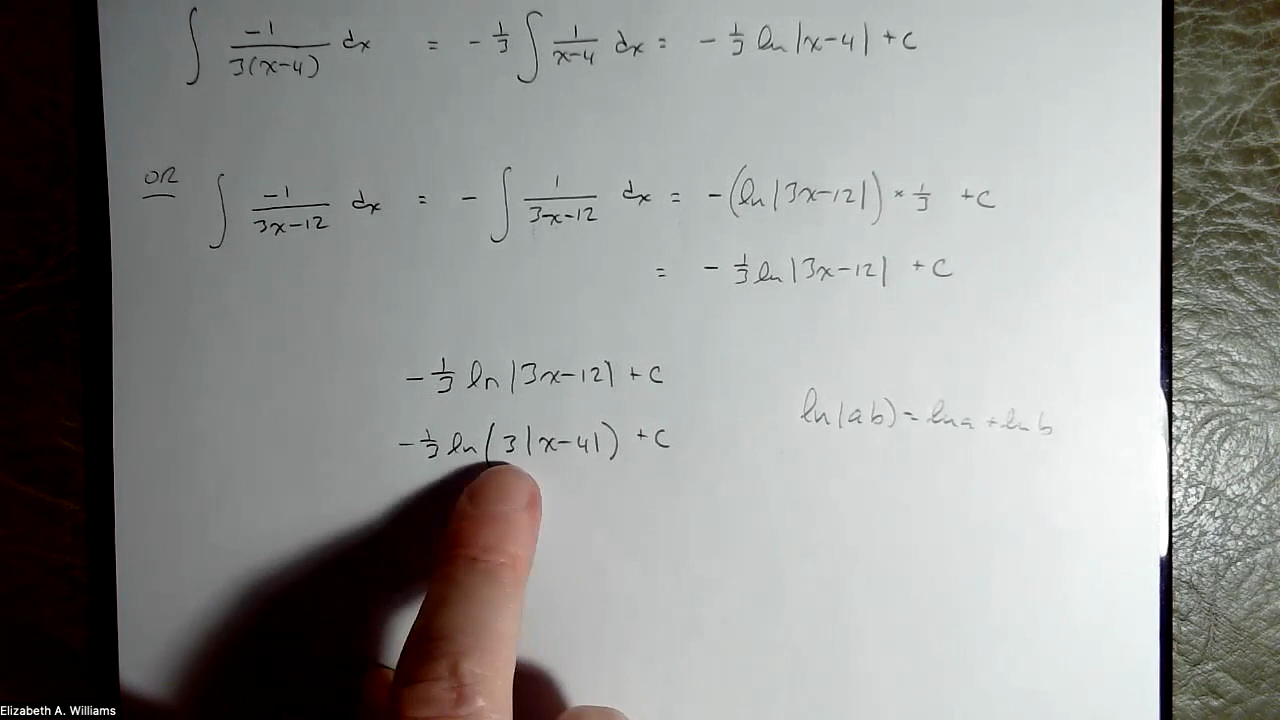 ∫ -1/3(x-4) dx = -1/3 ∫ 1/x-4 dx = -1/3 ln|x-4| + C
OR ∫ -1/3x-12 dx = - ∫ 1/3x-12 dx = -(ln|3x-12|) × 1/3 + C
= -1/3 ln|3x-12| + C
-1/3 ln|3x-12| + C
ln(ab) = ln a + ln b
-1/3 ln(3|x-4|) + C
Elizabeth A. Williams